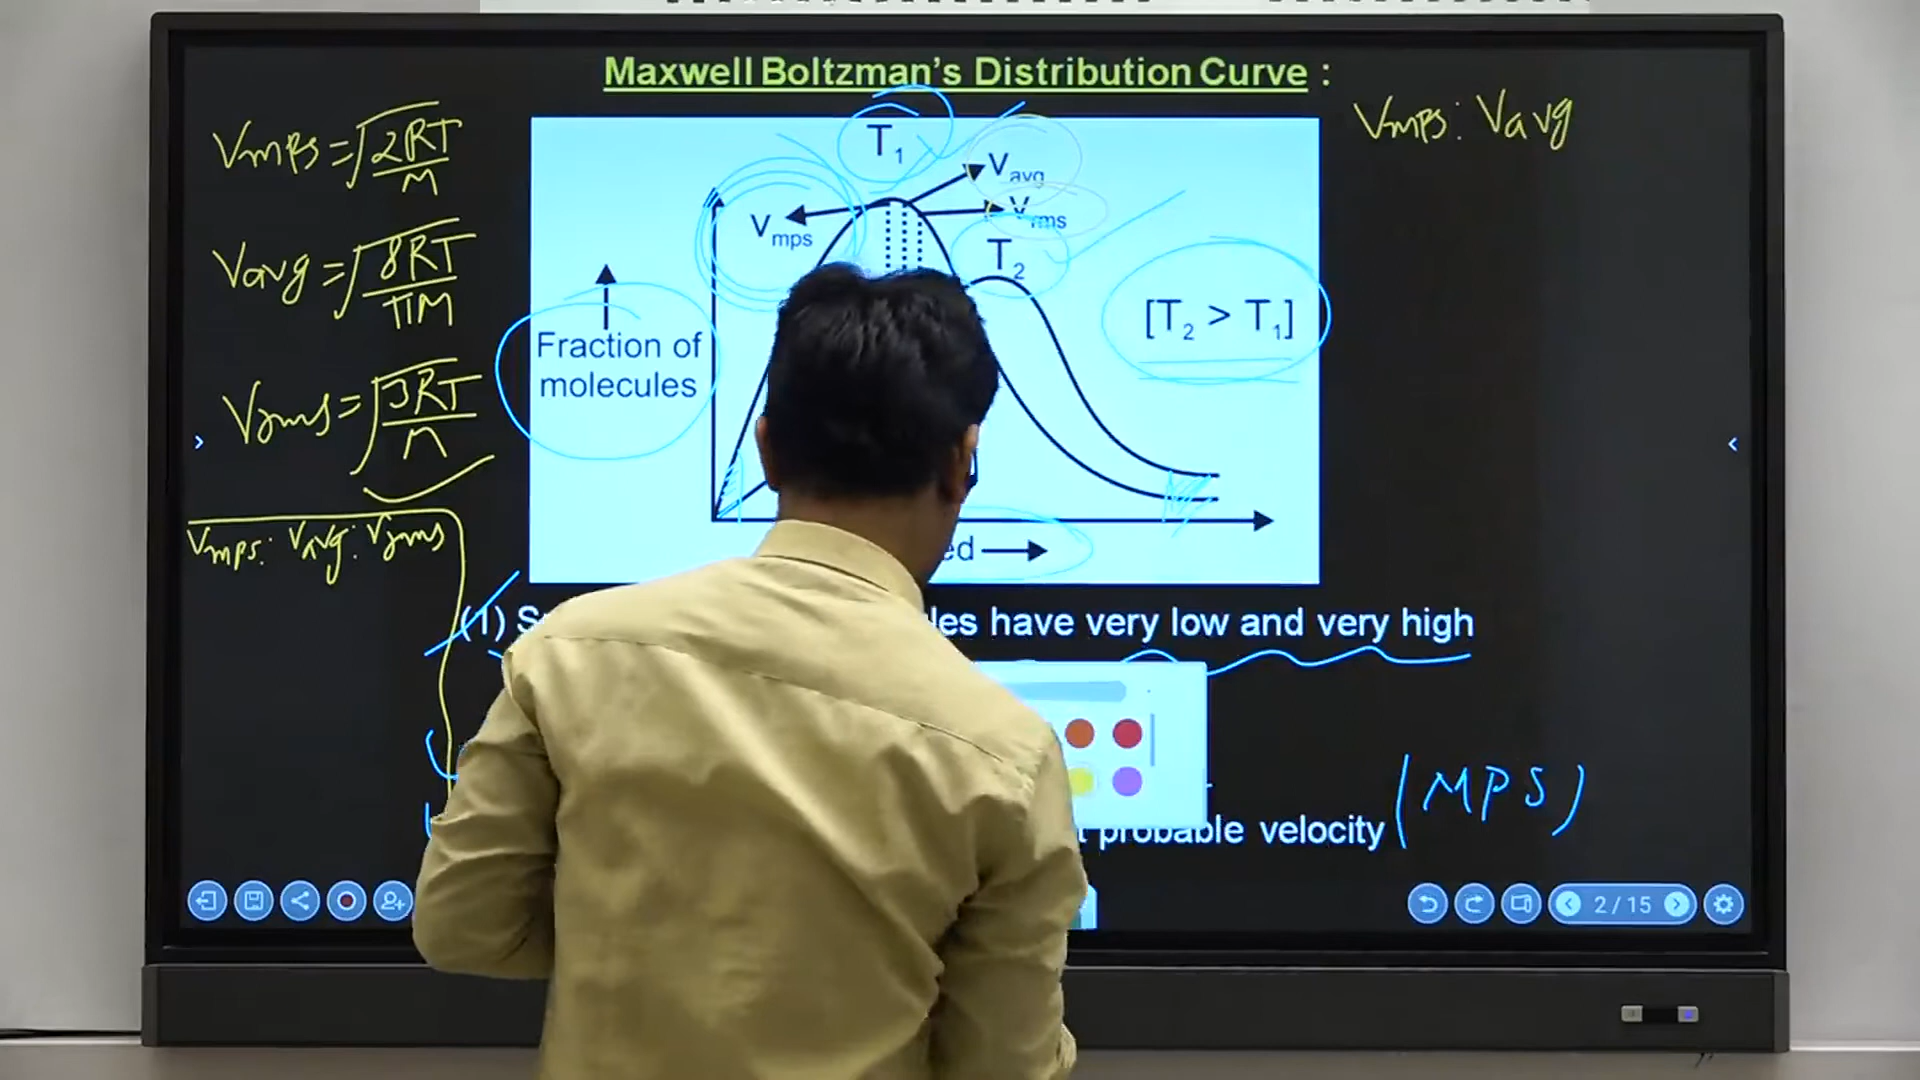 Maxwell Boltzman's Distribution Curve :
Vmps = √2RT/M
Vavg = √8RT/πM
Vrms = √3RT/M
Vmps : Vavg : Vrms
Vmps : Vavg
T₁
Vavg
Vmps
Vrms
T₂
[T₂ > T₁]
Fraction of
molecules
(1)
have very low and very high
probable velocity (MPS)
2 / 15